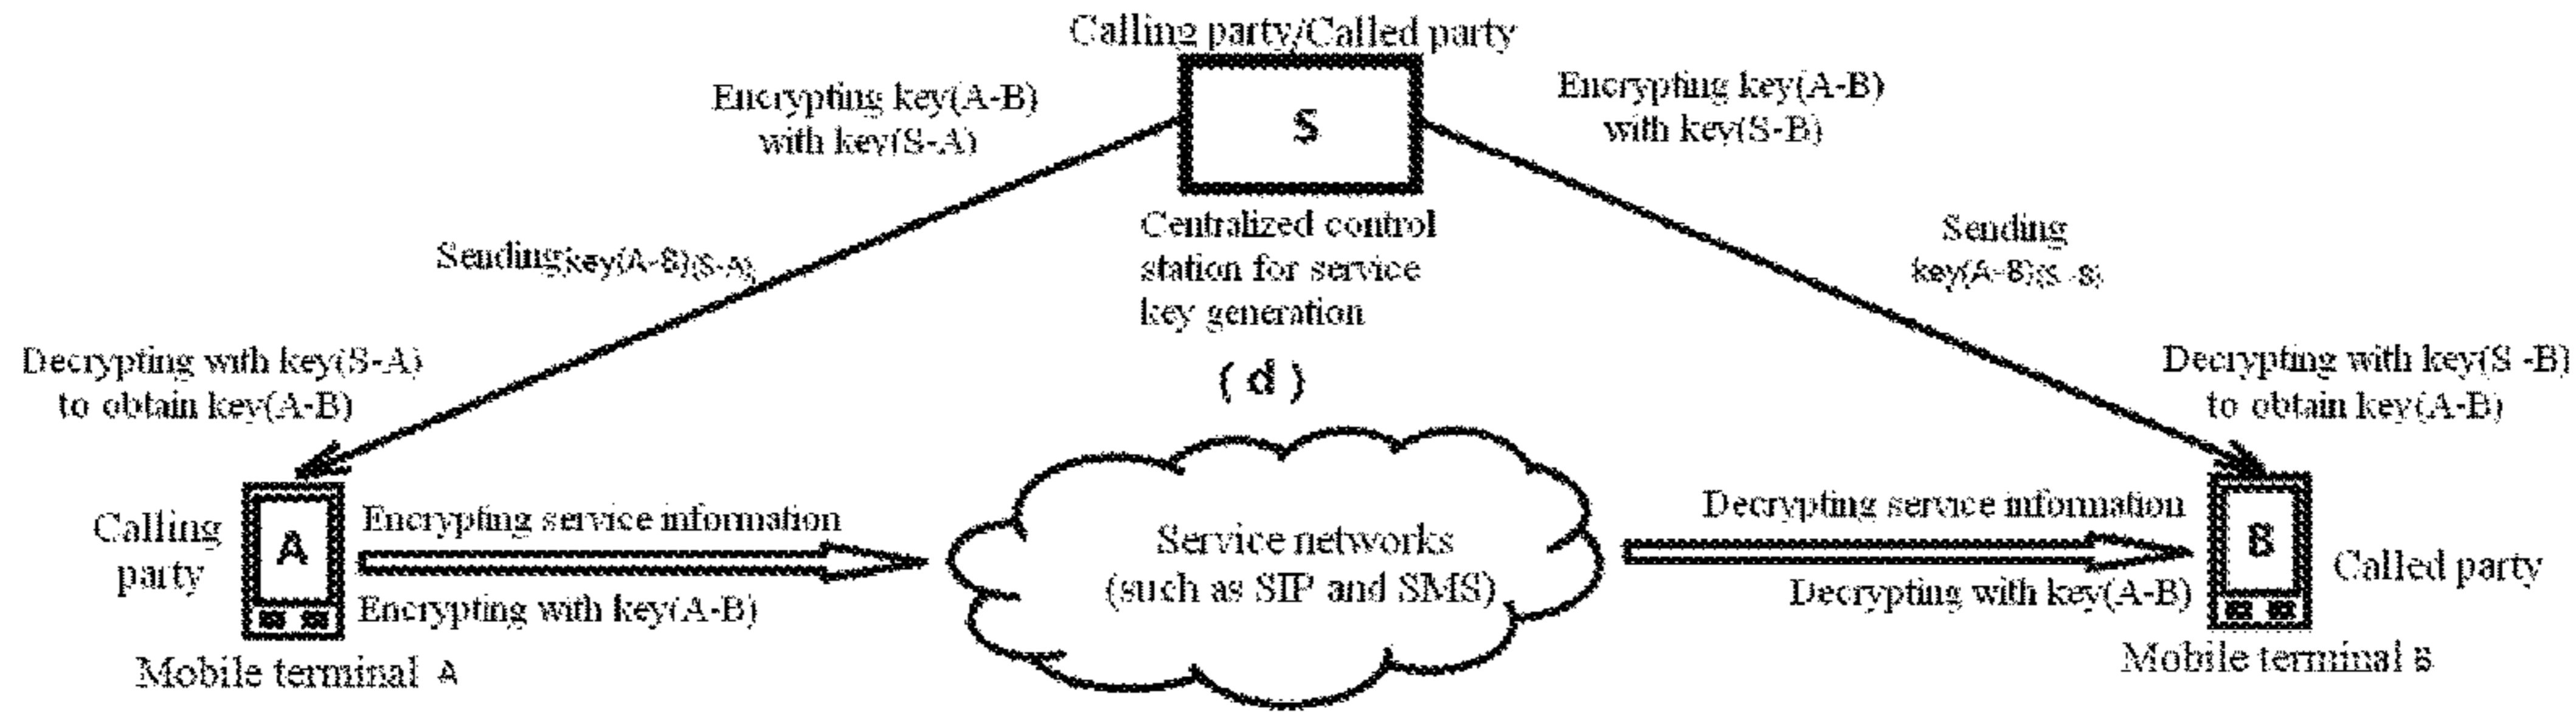 Calling party/Called party
Encrypting key(A-B)
with key(S-A)
S
Encrypting key(A-B)
with key(S-B)
Centralized control
station for service
key generation
Sending key(A-B)(S-A)
Sending
key(A-B)(S -B)
Decrypting with key(S-A)
to obtain key(A-B)
( d )
Decrypting with key(S -B)
to obtain key(A-B)
Calling
party
A
Encrypting service information
Encrypting with key(A-B)
Mobile terminal A
Service networks
(such as SIP and SMS)
Decrypting service information
Decrypting with key(A-B)
B
Called party
Mobile terminal B